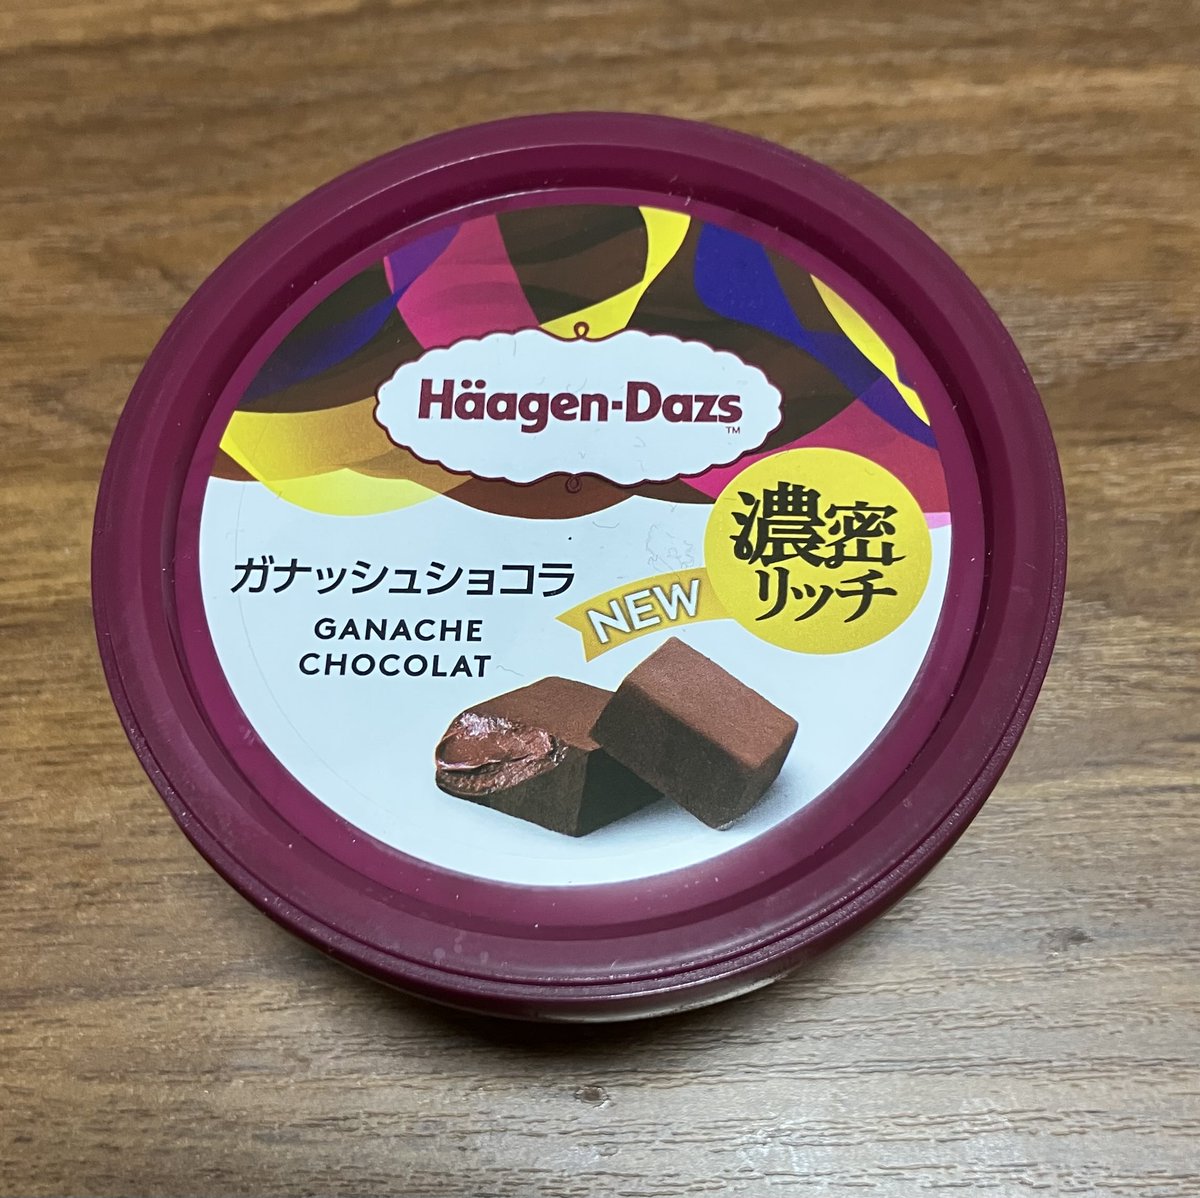 Häagen-Dazs
TM
濃密
リッチ
ガナッシュショコラ
NEW
GANACHE
CHOCOLAT